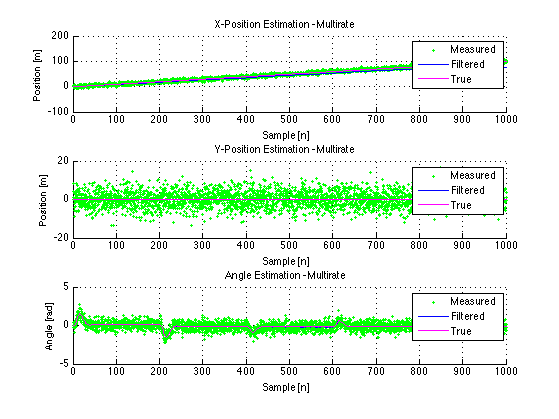 X-Position Estimation -Multirate
200
100
0
-100
Position [m]
0 100 200 300 400 500 600 700 800 900 1000
Sample [n]
Measured
Filtered
True
Y-Position Estimation -Multirate
20
0
-20
Position [m]
0 100 200 300 400 500 600 700 800 900 1000
Sample [n]
Measured
Filtered
True
Angle Estimation -Multirate
5
0
-5
Angle [rad]
0 100 200 300 400 500 600 700 800 900 1000
Sample [n]
Measured
Filtered
True